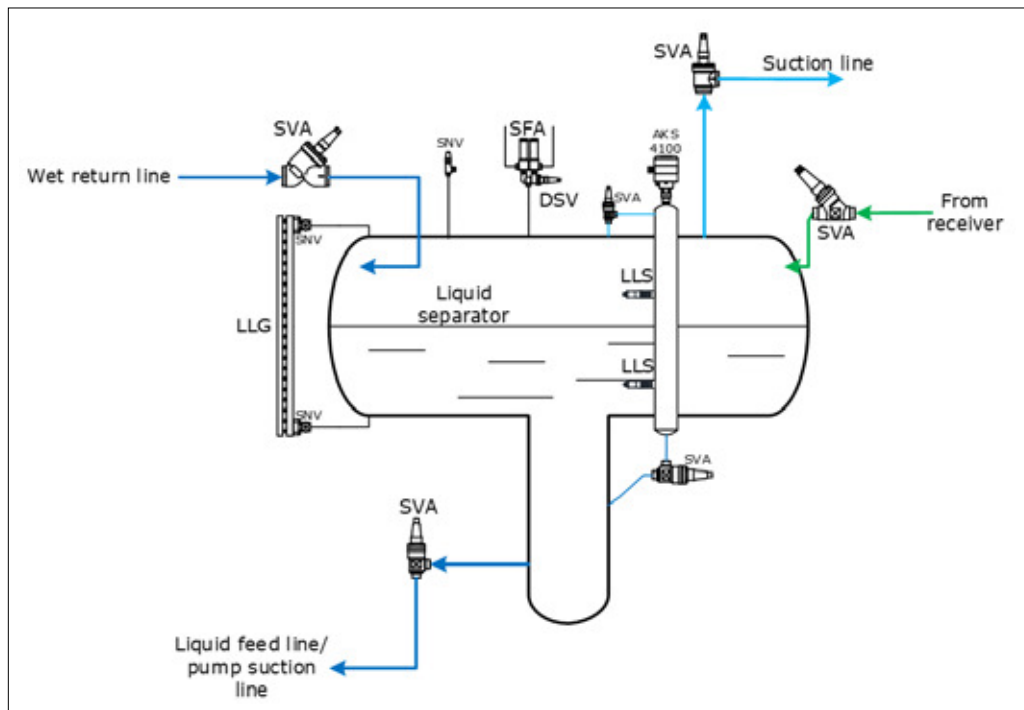 SVA
Suction line
SVA
SNV
SFA
AKS
4100
Wet return line
DSV
SVA
From
receiver
SVA
SNV
LLS
Liquid
separator
LLG
LLS
SNV
SVA
SVA
Liquid feed line/
pump suction
line